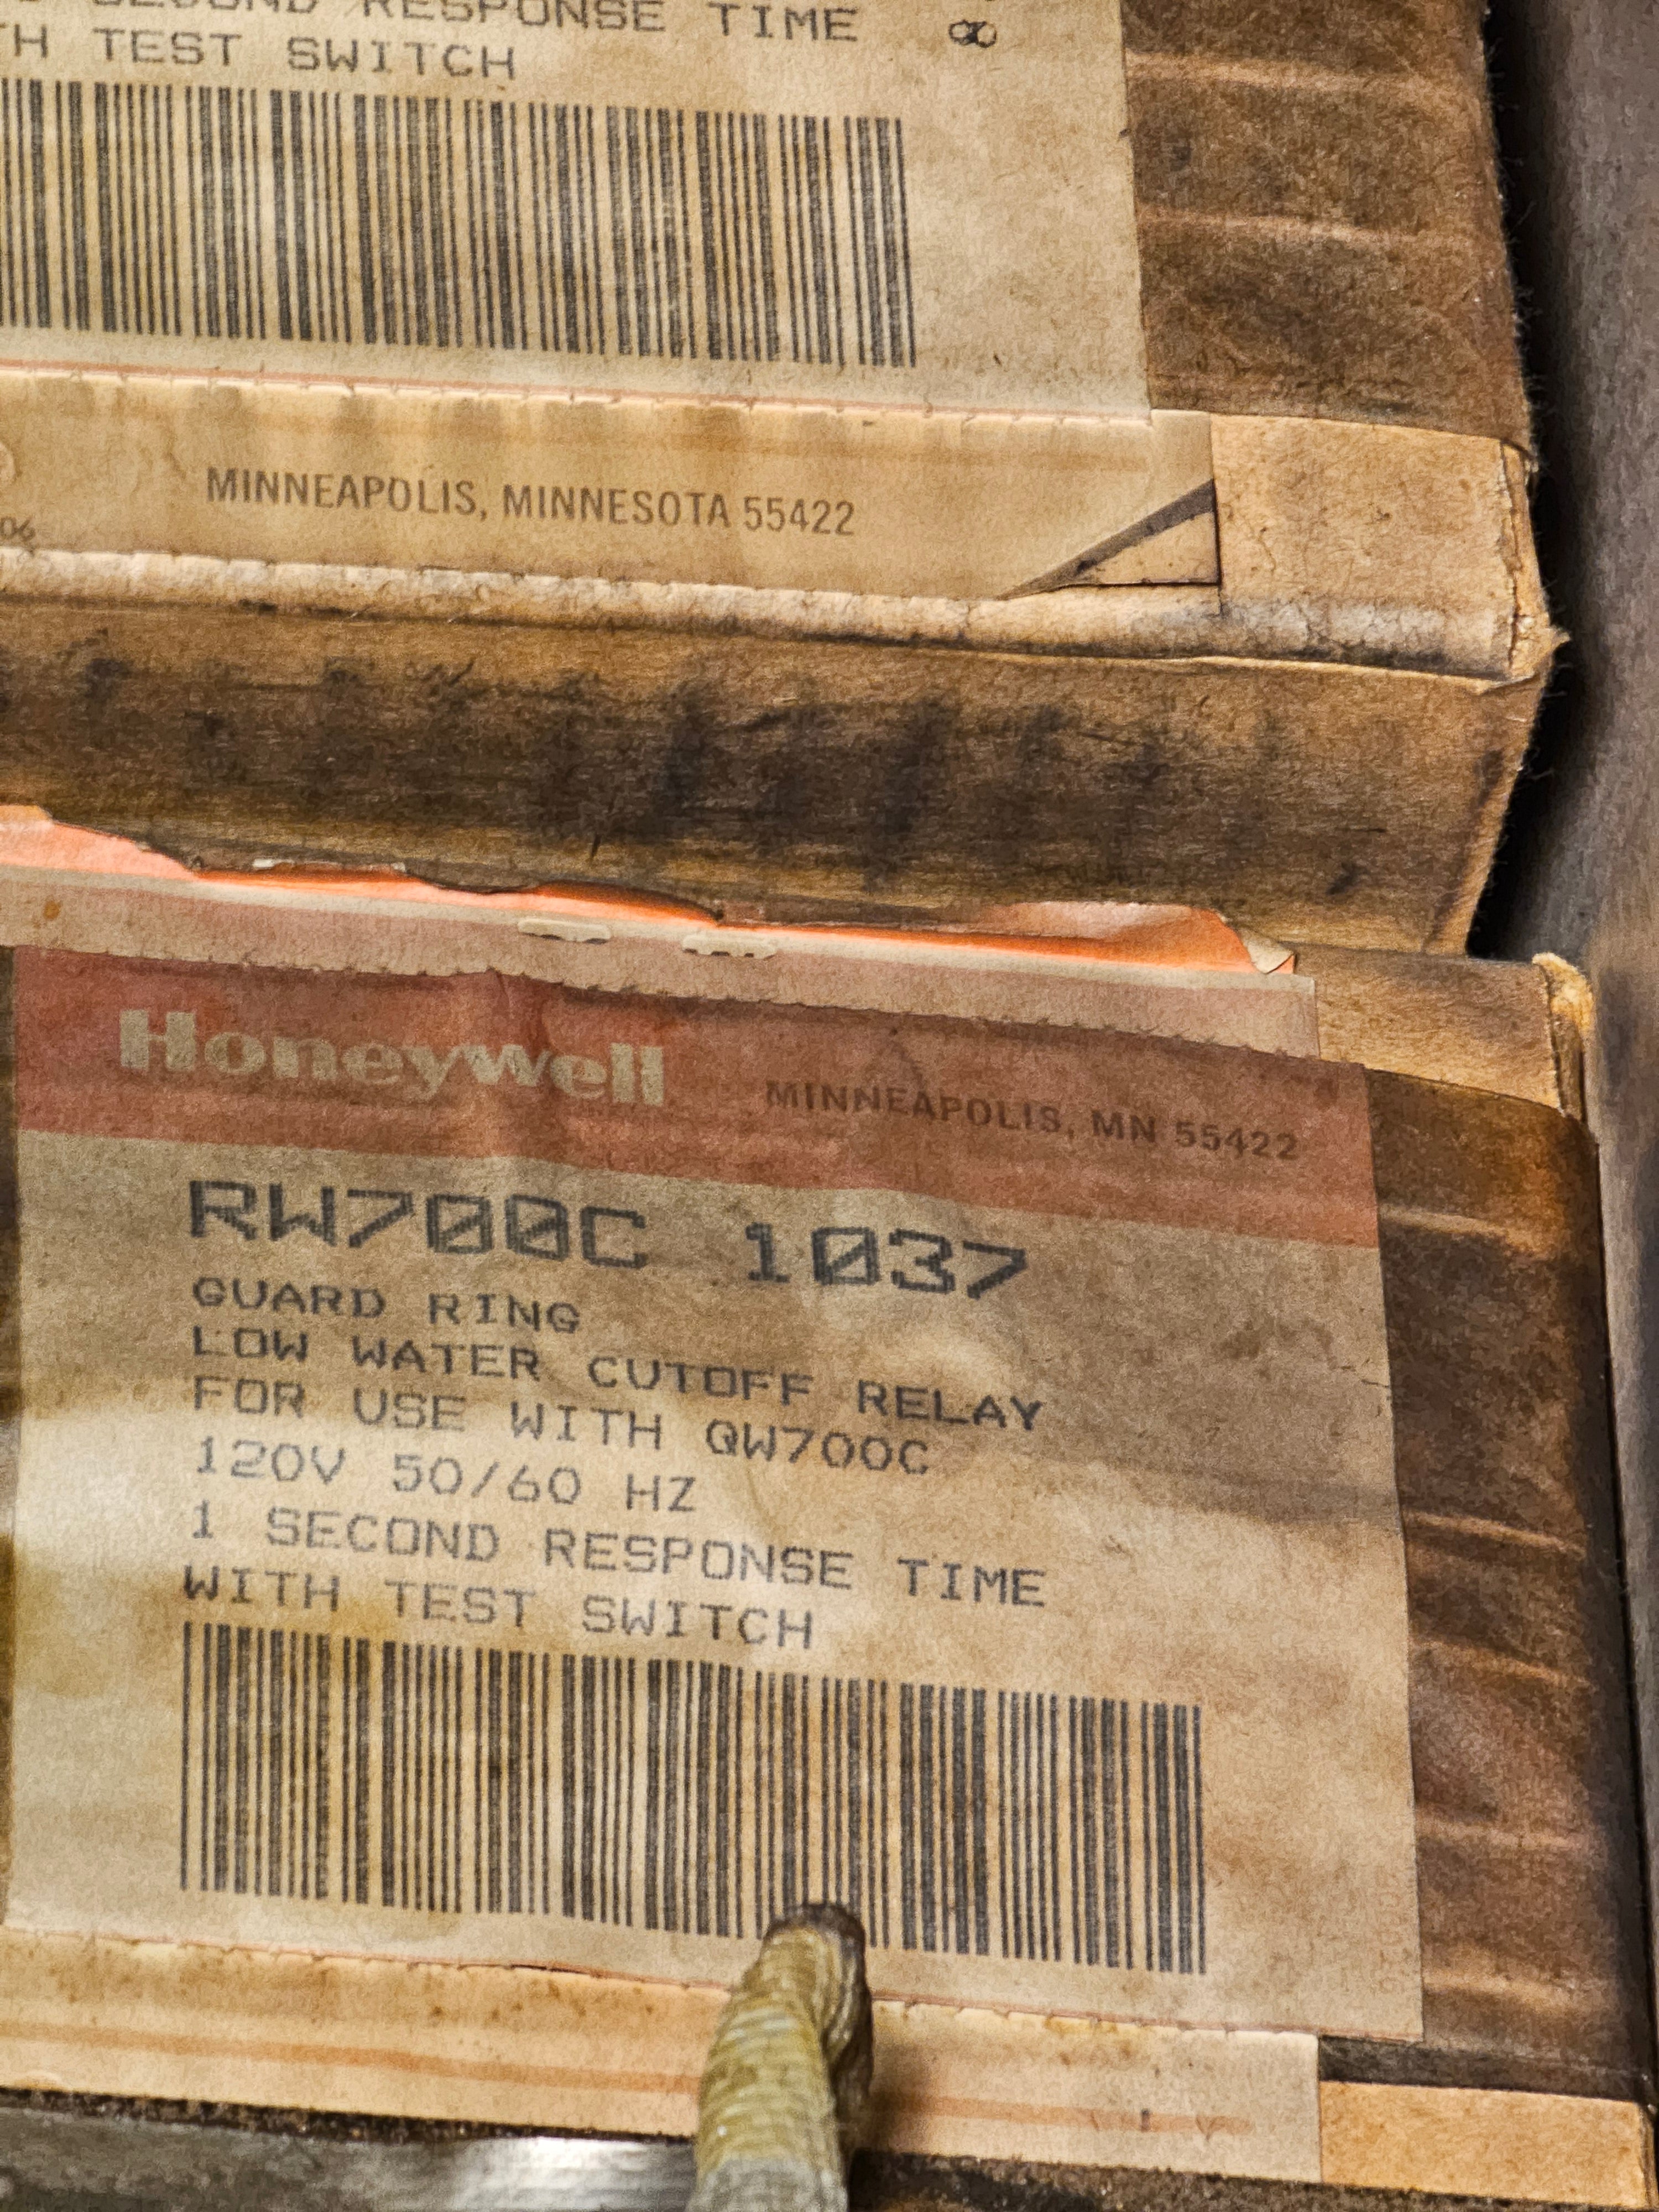 SECOND RESPONSE TIME
TH TEST SWITCH
MINNEAPOLIS, MINNESOTA 55422
06
Honeywell MINNEAPOLIS, MN 55422
RW700C 1037
GUARD RING
LOW WATER CUTOFF RELAY
FOR USE WITH QW700C
120V 50/60 HZ
1 SECOND RESPONSE TIME
WITH TEST SWITCH